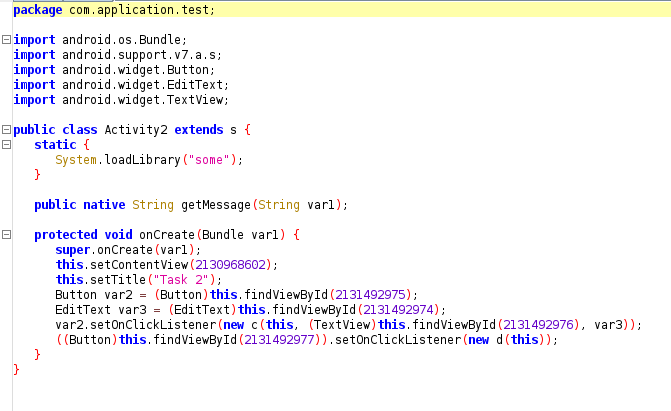 package com.application.test;
import android.os.Bundle;
import android.support.v7.a.s;
import android.widget.Button;
import android.widget.EditText;
import android.widget.TextView;
public class Activity2 extends s {
static {
System.loadLibrary("some");
}
public native String getMessage(String var1);
protected void onCreate(Bundle var1) {
super.onCreate(var1);
this.setContentView(2130968602);
this.setTitle("Task 2");
Button var2 = (Button)this.findViewById(2131492975);
EditText var3 = (EditText)this.findViewById(2131492974);
var2.setOnClickListener(new c(this, (TextView)this.findViewById(2131492976), var3));
((Button)this.findViewById(2131492977)).setOnClickListener(new d(this));
}
}